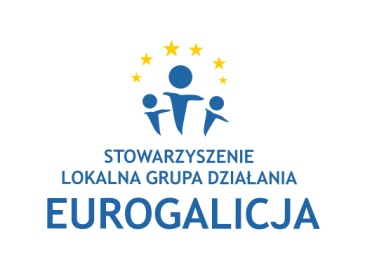 STOWARZYSZENIE
LOKALNA GRUPA DZIAŁANIA
EUROGALICJA